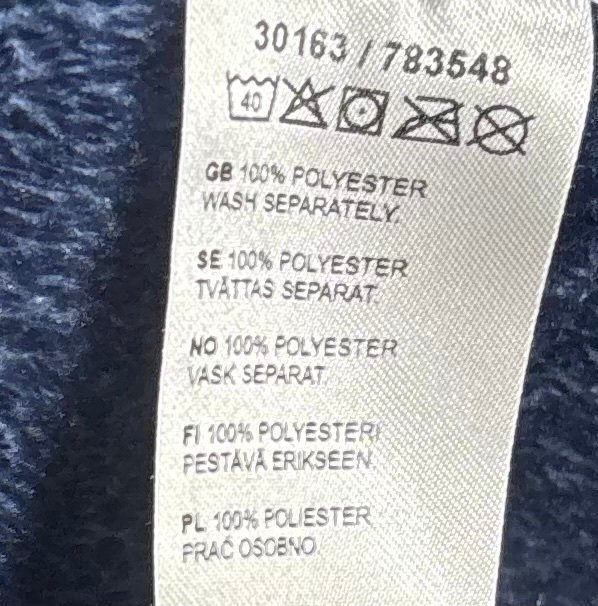 30163 / 783548
40
GB 100% POLYESTER
WASH SEPARATELY.
SE 100% POLYESTER
TVÄTTAS SEPARAT.
NO 100% POLYESTER
VASK SEPARAT.
FI 100% POLYESTERI
PESTÄVÄ ERIKSEEN.
PL 100% POLIESTER
PRAĆ OSOBNO.